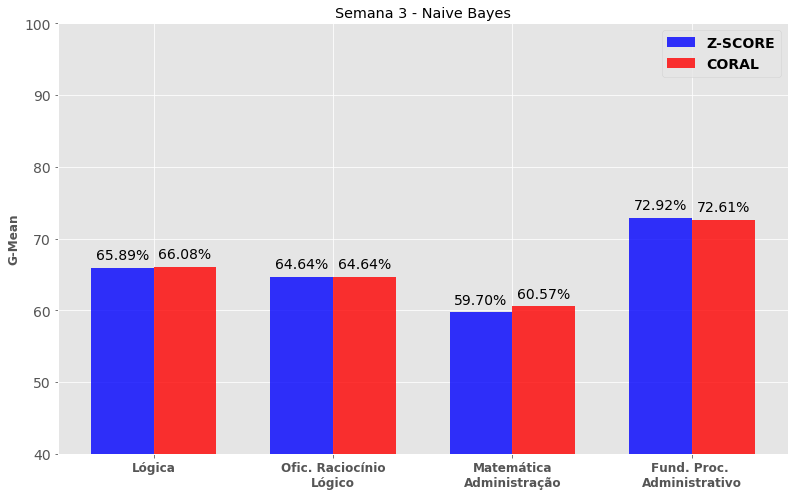 Semana 3 - Naive Bayes
Z-SCORE
CORAL
G-Mean
100
90
80
70
60
50
40
65.89%
66.08%
64.64%
64.64%
59.70%
60.57%
72.92%
72.61%
Lógica
Ofic. Raciocínio
Lógico
Matemática
Administração
Fund. Proc.
Administrativo